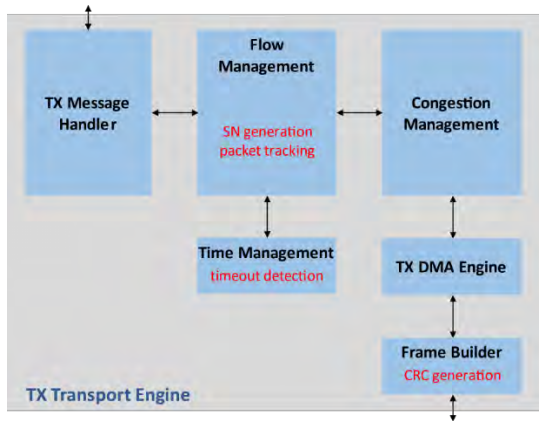 TX Message
Handler
Flow
Management
SN generation
packet tracking
Congestion
Management
Time Management
timeout detection
TX DMA Engine
Frame Builder
CRC generation
TX Transport Engine